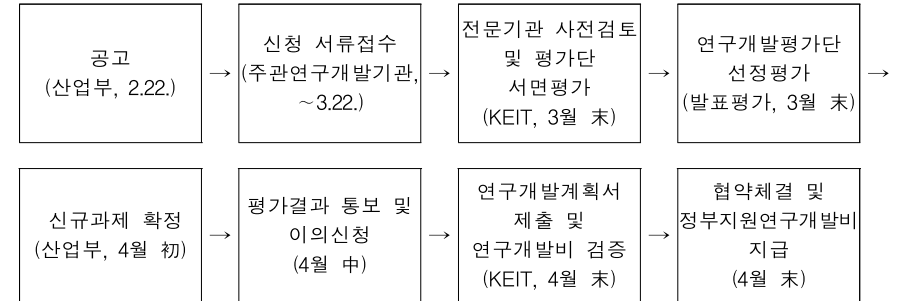 공고
(산업부, 2.22.)
→
신청 서류접수
(주관연구개발기관,
~3.22.)
→
전문기관 사전검토
및 평가단
서면평가
(KEIT, 3월 末)
→
연구개발평가단
선정평가
(발표평가, 3월 末)
→
신규과제 확정
(산업부, 4월 初)
→
평가결과 통보 및
이의신청
(4월 中)
→
연구개발계획서
제출 및
연구개발비 검증
(KEIT, 4월 末)
→
협약체결 및
정부지원연구개발비
지급
(4월 末)